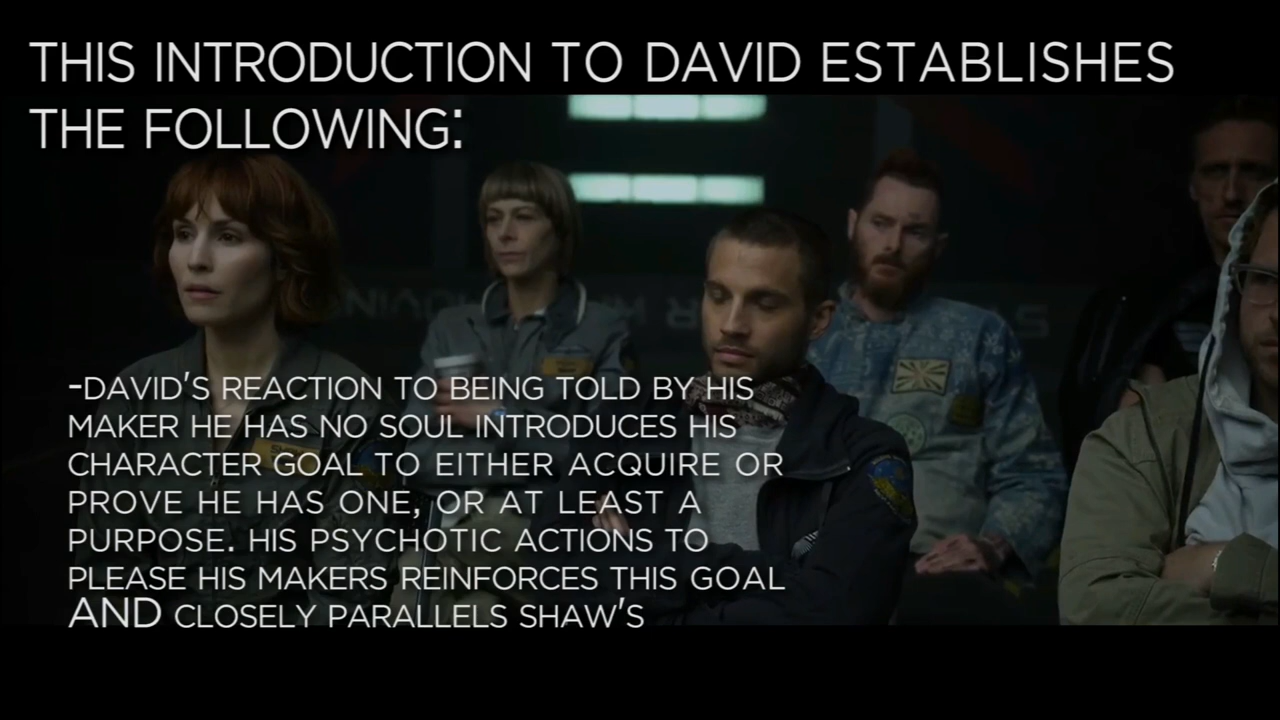 THIS INTRODUCTION TO DAVID ESTABLISHES
THE FOLLOWING:
-DAVID'S REACTION TO BEING TOLD BY HIS
MAKER HE HAS NO SOUL INTRODUCES HIS
CHARACTER GOAL TO EITHER ACQUIRE OR
PROVE HE HAS ONE, OR AT LEAST A
PURPOSE. HIS PSYCHOTIC ACTIONS TO
PLEASE HIS MAKERS REINFORCES THIS GOAL
AND CLOSELY PARALLELS SHAW'S